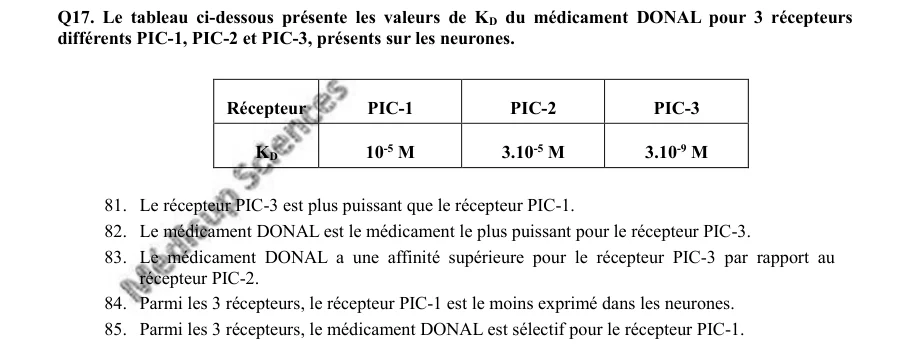 Q17. Le tableau ci-dessous présente les valeurs de K_D du médicament DONAL pour 3 récepteurs
différents PIC-1, PIC-2 et PIC-3, présents sur les neurones.
Récepteur PIC-1 PIC-2 PIC-3
K_D 10⁻⁵ M 3.10⁻⁵ M 3.10⁻⁹ M
Médicup Sciences
81. Le récepteur PIC-3 est plus puissant que le récepteur PIC-1.
82. Le médicament DONAL est le médicament le plus puissant pour le récepteur PIC-3.
83. Le médicament DONAL a une affinité supérieure pour le récepteur PIC-3 par rapport au
récepteur PIC-2.
84. Parmi les 3 récepteurs, le récepteur PIC-1 est le moins exprimé dans les neurones.
85. Parmi les 3 récepteurs, le médicament DONAL est sélectif pour le récepteur PIC-1.